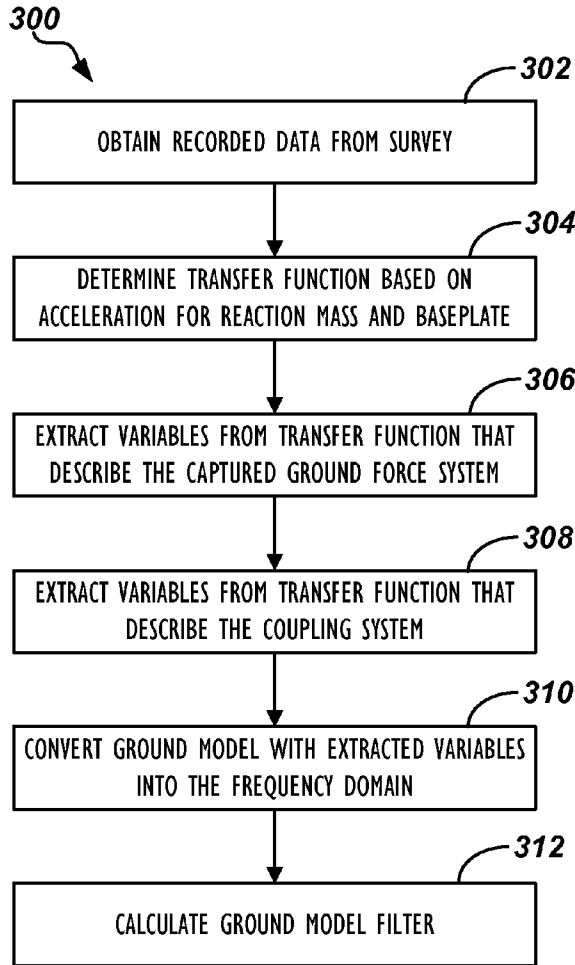 300
302
OBTAIN RECORDED DATA FROM SURVEY
304
DETERMINE TRANSFER FUNCTION BASED ON
ACCELERATION FOR REACTION MASS AND BASEPLATE
306
EXTRACT VARIABLES FROM TRANSFER FUNCTION THAT
DESCRIBE THE CAPTURED GROUND FORCE SYSTEM
308
EXTRACT VARIABLES FROM TRANSFER FUNCTION THAT
DESCRIBE THE COUPLING SYSTEM
310
CONVERT GROUND MODEL WITH EXTRACTED VARIABLES
INTO THE FREQUENCY DOMAIN
312
CALCULATE GROUND MODEL FILTER